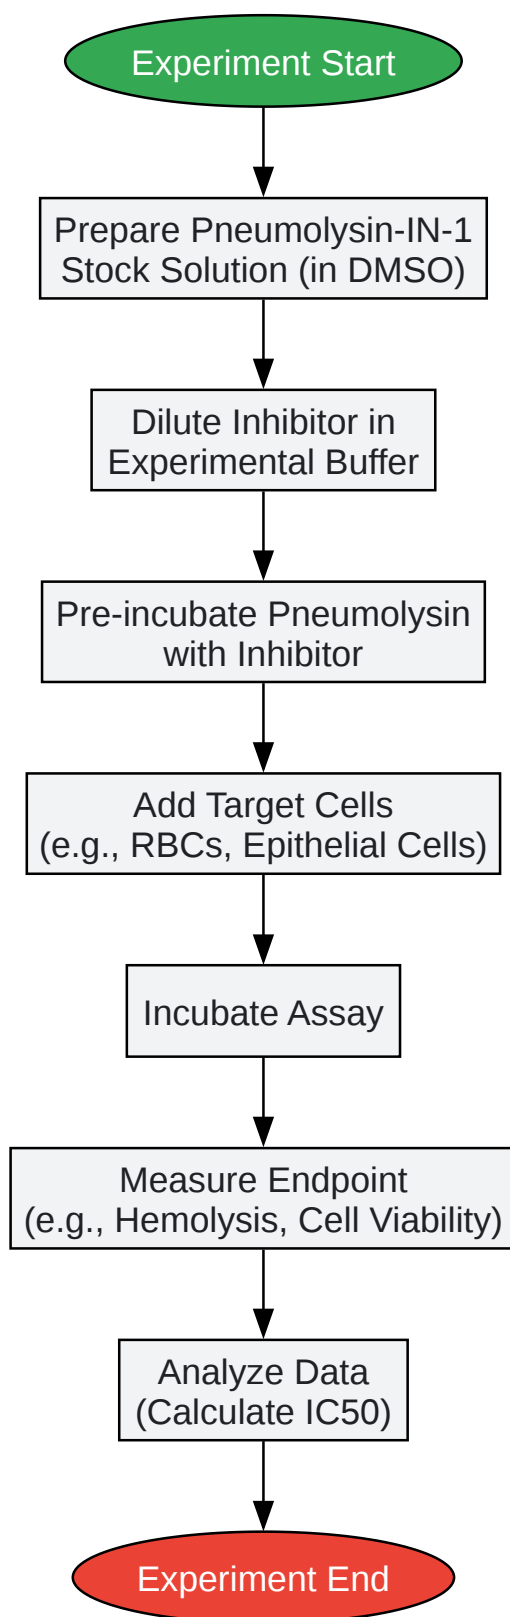 Experiment Start
Prepare Pneumolysin-IN-1
Stock Solution (in DMSO)
Dilute Inhibitor in
Experimental Buffer
Pre-incubate Pneumolysin
with Inhibitor
Add Target Cells
(e.g., RBCs, Epithelial Cells)
Incubate Assay
Measure Endpoint
(e.g., Hemolysis, Cell Viability)
Analyze Data
(Calculate IC50)
Experiment End